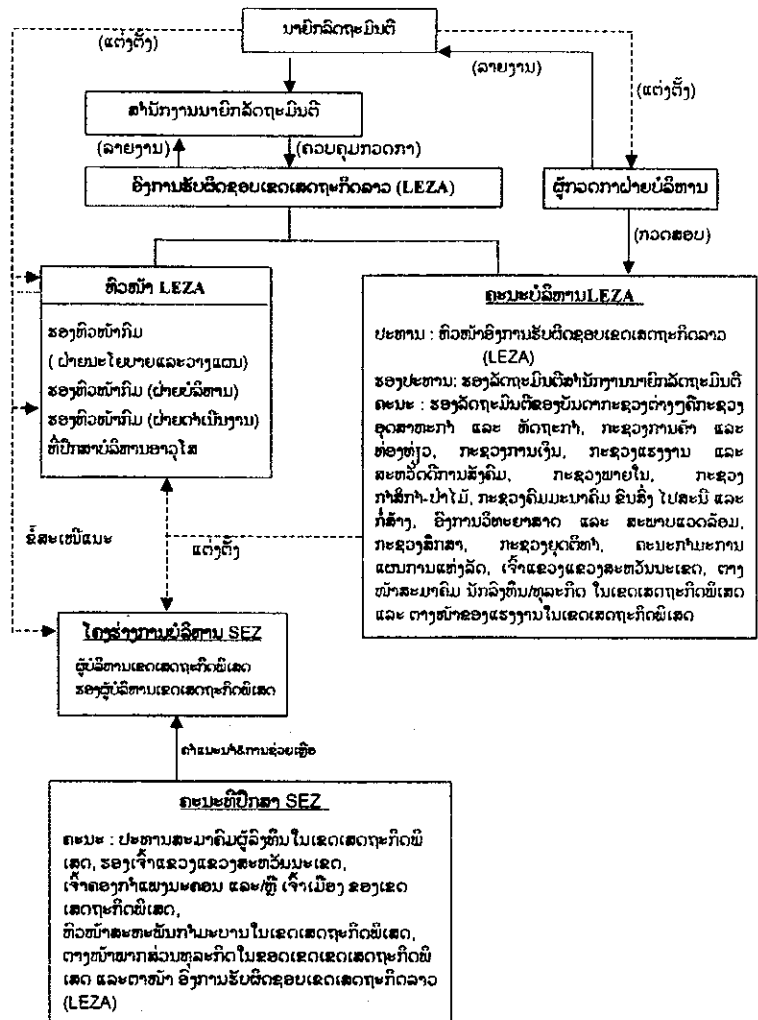 ນາຍົກລັດຖະມົນຕີ
(ແຕ່ງຕັ້ງ)
(ລາຍງານ)
(ແຕ່ງຕັ້ງ)
ສຳນັກງານນາຍົກລັດຖະມົນຕີ
(ລາຍງານ)
(ຄວບຄຸມກວດກາ)
ອົງການຮັບຜິດຊອບເຂດເສດຖະກິດລາວ (LEZA)
ຜູ້ກວດກາຝ່າຍບໍລິຫານ
(ກວດສອບ)
ຫົວໜ້າ LEZA
ຮອງຫົວໜ້າກົມ
( ຝ່າຍນະໂຍບາຍແລະວາງແຜນ)
ຮອງຫົວໜ້າກົມ (ຝ່າຍບໍລິຫານ)
ຮອງຫົວໜ້າກົມ (ຝ່າຍດຳເນີນງານ)
ທີ່ປຶກສາບໍລິຫານອາວຸໂສ
ຄະນະບໍລິຫານLEZA
ປະທານ : ຫົວໜ້າອົງການຮັບຜິດຊອບເຂດເສດຖະກິດລາວ
(LEZA)
ຮອງປະທານ: ຮອງລັດຖະມົນຕີສຳນັກງານນາຍົກລັດຖະມົນຕີ
ຄະນະ : ຮອງລັດຖະມົນຕີຂອງບັນດາກະຊວງຕ່າງໆຄືກະຊວງ
ອຸດສາຫະກຳ ແລະ ຫັດຖະກຳ, ກະຊວງການຄ້າ ແລະ
ທ່ອງທ່ຽວ, ກະຊວງການເງິນ, ກະຊວງແຮງງານ ແລະ
ສະຫວັດດີການສັງຄົມ, ກະຊວງພາຍໃນ, ກະຊວງ
ກຳສິກຳ-ປ່າໄມ້, ກະຊວງຄົມມະນາຄົມ ຂົນສົ່ງ ໄປສະນີ ແລະ
ກໍ່ສ້າງ, ອົງການວິທະຍາສາດ ແລະ ສະພາບແວດລ້ອມ,
ກະຊວງສຶກສາ, ກະຊວງຍຸດຕິທຳ, ຄະນະກຳມະການ
ແຜນການແຫ່ງລັດ, ເຈົ້າແຂວງແຂວງສະຫວັນນະເຂດ, ຕາງ
ໜ້າສະມາຄົມ ນັກລົງທຶນ/ທຸລະກິດ ໃນເຂດເສດຖະກິດພິເສດ
ແລະ ຕາງໜ້າຂອງແຮງງານໃນເຂດເສດຖະກິດພິເສດ
ຂໍ້ສະເໜີແນະ
ແຕ່ງຕັ້ງ
ໂຄງຮ່າງການບໍລິຫານ SEZ
ຜູ້ບໍລິຫານເຂດເສດຖະກິດພິເສດ
ຮອງຜູ້ບໍລິຫານເຂດເສດຖະກິດພິເສດ
ຄຳແນະນຳ&ການຊ່ວຍເຫຼືອ
ຄະນະທີ່ປຶກສາ SEZ
ຄະນະ : ປະທານສະມາຄົມຜູ້ລົງທຶນໃນເຂດເສດຖະກິດພິ
ເສດ, ຮອງເຈົ້າແຂວງແຂວງສະຫວັນນະເຂດ,
ເຈົ້າຄອງກຳແພງນະຄອນ ແລະ/ຫຼື ເຈົ້າເມືອງ ຂອງເຂດ
ເສດຖະກິດພິເສດ,
ຫົວໜ້າສະຫະພັນກຳມະບານໃນເຂດເສດຖະກິດພິເສດ,
ຕາງໜ້າພາກສ່ວນທຸລະກິດໃນຂອດເຂດເຂດເສດຖະກິດພິ
ເສດ ແລະຕາໜ້າ ອົງການຮັບຜິດຊອບເຂດເສດຖະກິດລາວ
(LEZA)